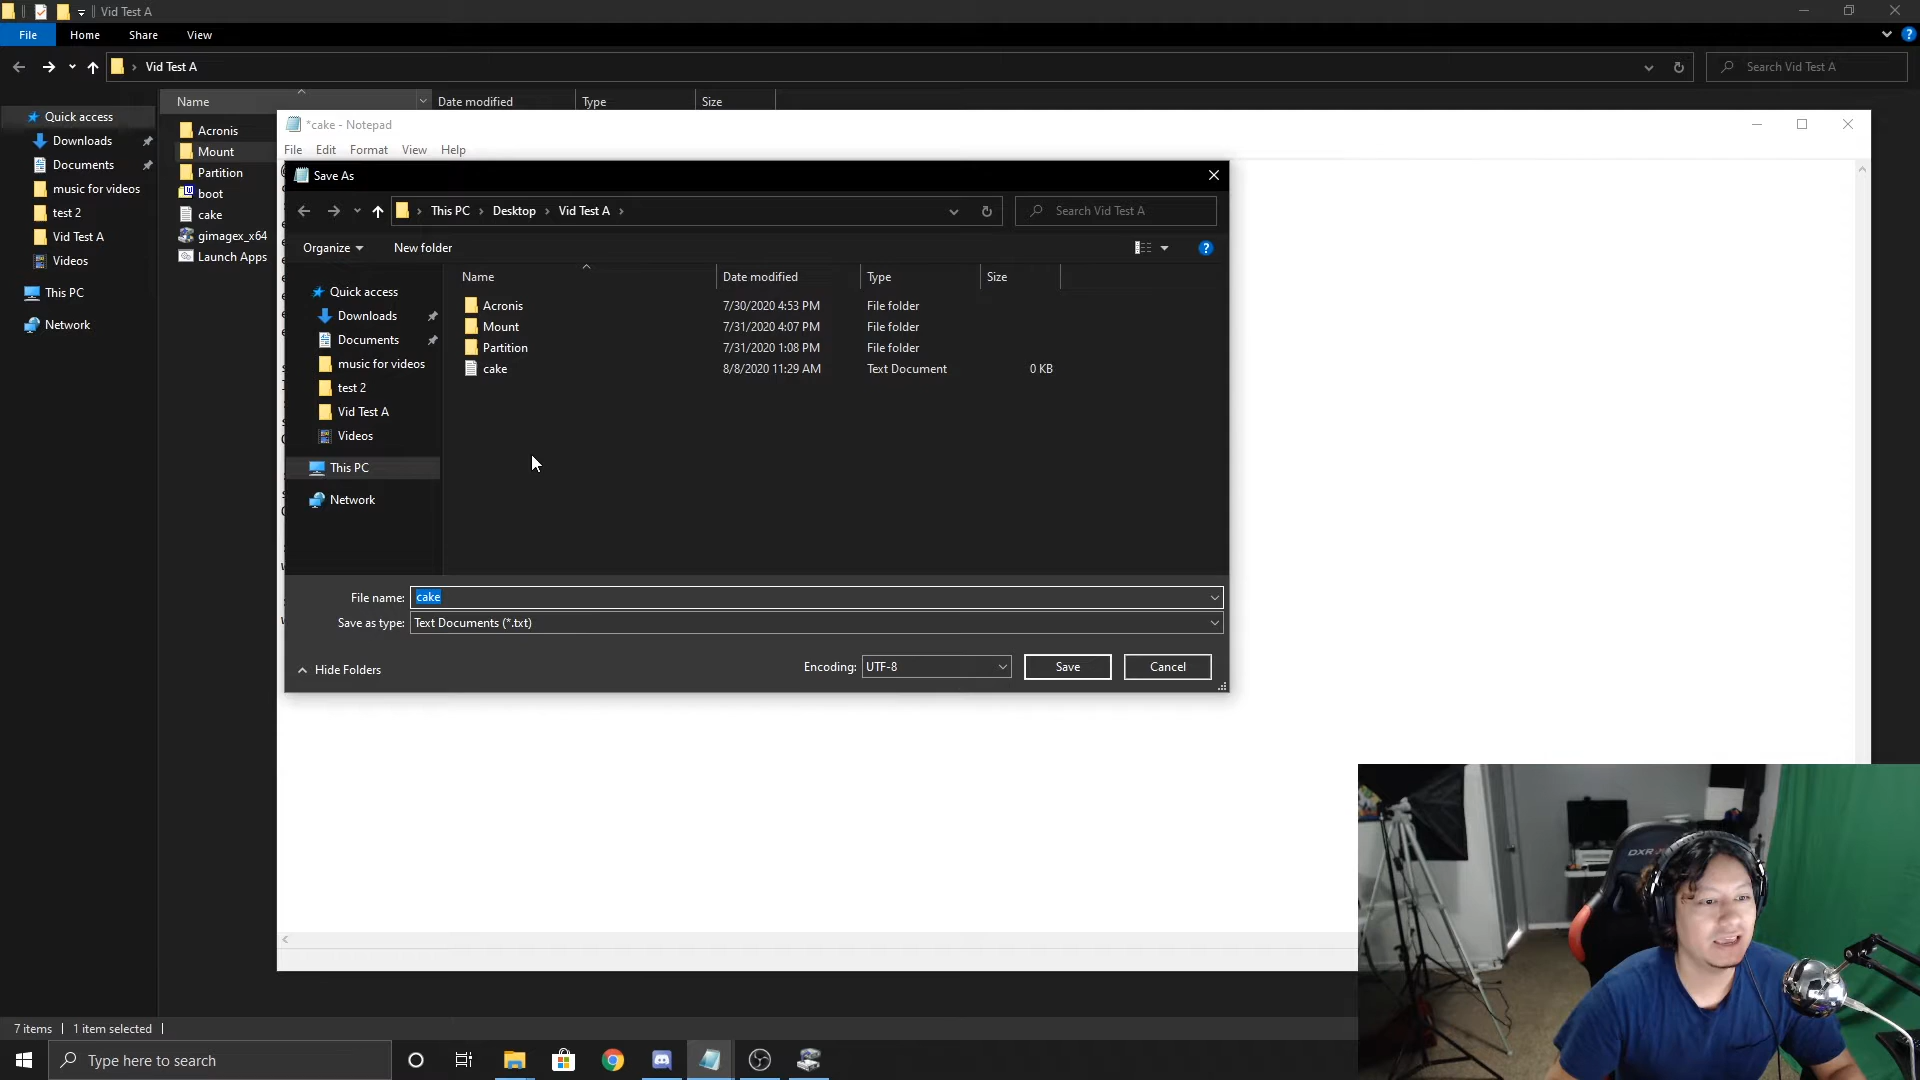 Vid Test A
File Home Share View
Vid Test A
Search Vid Test A
Name Date modified Type Size
Quick access
Downloads
Documents
music for videos
test 2
Vid Test A
Videos
This PC
Network
Acronis
Mount
Partition
boot
cake
gimagex_x64
Launch Apps
*cake - Notepad
File Edit Format View Help
Save As
This PC › Desktop › Vid Test A ›
Search Vid Test A
Organize New folder
Quick access
Downloads
Documents
music for videos
test 2
Vid Test A
Videos
This PC
Network
Name Date modified Type Size
Acronis 7/30/2020 4:53 PM File folder
Mount 7/31/2020 4:07 PM File folder
Partition 7/31/2020 1:08 PM File folder
cake 8/8/2020 11:29 AM Text Document 0 KB
File name: cake
Save as type: Text Documents (*.txt)
Hide Folders
Encoding: UTF-8 Save Cancel
7 items 1 item selected
Type here to search